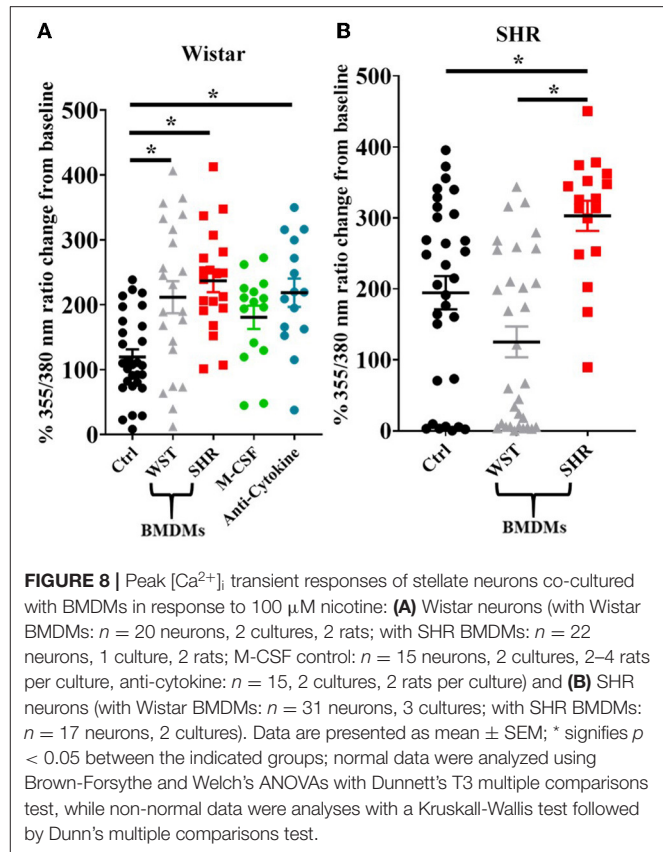 A
B
Wistar
SHR
% 355/380 nm ratio change from baseline
500
400
300
200
100
0
*
*
*
Ctrl
WST
SHR
M-CSF
Anti-Cytokine
BMDMs
% 355/380 nm ratio change from baseline
500
400
300
200
100
0
*
*
Ctrl
WST
SHR
BMDMs
FIGURE 8 | Peak [Ca²⁺]ᵢ transient responses of stellate neurons co-cultured
with BMDMs in response to 100 μM nicotine: (A) Wistar neurons (with Wistar
BMDMs: n = 20 neurons, 2 cultures, 2 rats; with SHR BMDMs: n = 22
neurons, 1 culture, 2 rats; M-CSF control: n = 15 neurons, 2 cultures, 2–4 rats
per culture, anti-cytokine: n = 15, 2 cultures, 2 rats per culture) and (B) SHR
neurons (with Wistar BMDMs: n = 31 neurons, 3 cultures; with SHR BMDMs:
n = 17 neurons, 2 cultures). Data are presented as mean ± SEM; * signifies p
< 0.05 between the indicated groups; normal data were analyzed using
Brown-Forsythe and Welch's ANOVAs with Dunnett's T3 multiple comparisons
test, while non-normal data were analyses with a Kruskall-Wallis test followed
by Dunn's multiple comparisons test.